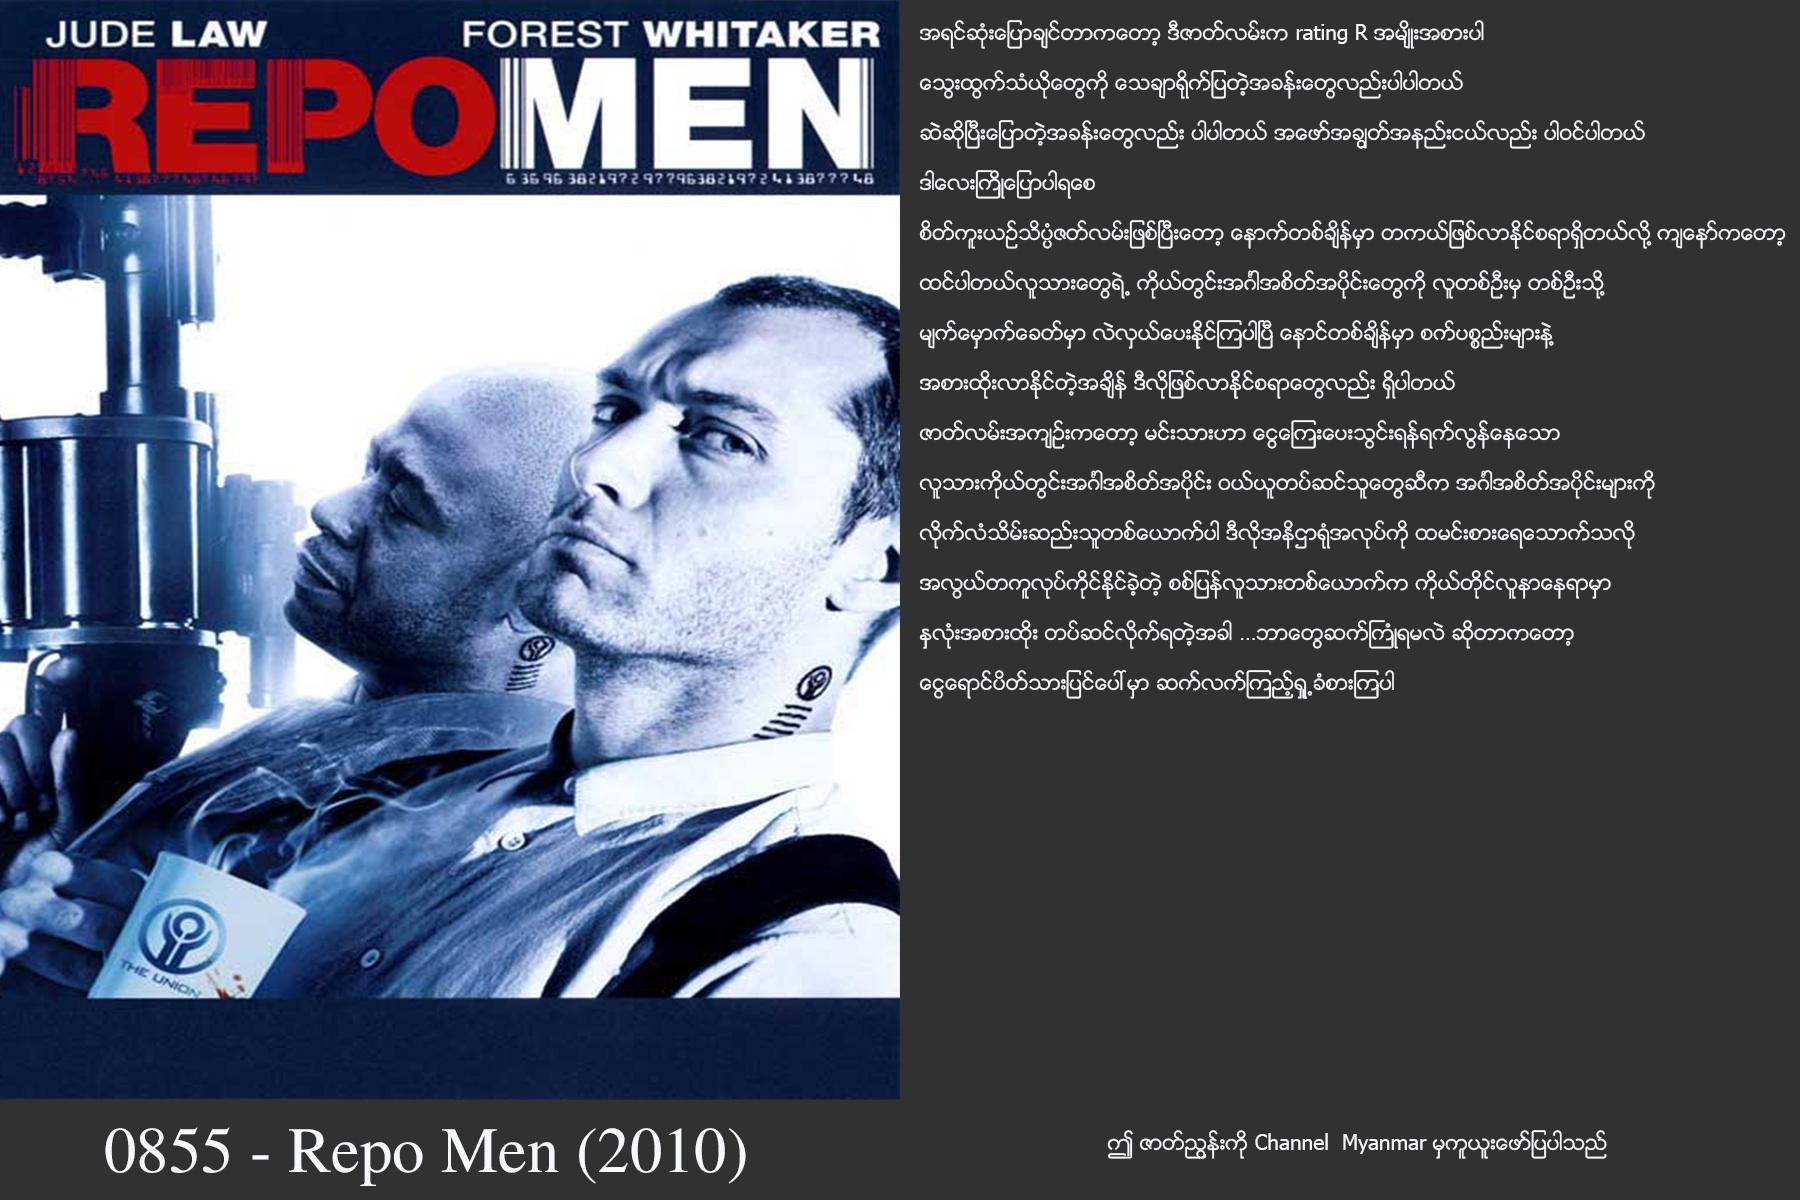 JUDE LAW FOREST WHITAKER
REPO MEN
6 3696 3821972 977963821972 413877748
THE UNION
0855 - Repo Men (2010)
အရင်ဆုံးပြောချင်တာကတော့ ဒီဇာတ်လမ်းက rating R အမျိုးအစားပါ
သွေးထွက်သံယိုတွေကို သေချာရိုက်ပြတဲ့အခန်းတွေလည်းပါပါတယ်
ဆဲဆိုပြီးပြောတဲ့အခန်းတွေလည်း ပါပါတယ် အဖော်အချွတ်အနည်းငယ်လည်း ပါဝင်ပါတယ်
ဒါလေးကြိုပြောပါရစေ
စိတ်ကူးယဉ်သိပ္ပံဇတ်လမ်းဖြစ်ပြီးတော့ နောက်တစ်ချိန်မှာ တကယ်ဖြစ်လာနိုင်စရာရှိတယ်လို့ ကျနော်ကတော့
ထင်ပါတယ်လူသားတွေရဲ့ ကိုယ်တွင်းအင်္ဂါအစိတ်အပိုင်းတွေကို လူတစ်ဦးမှ တစ်ဦးသို့
မျက်မှောက်ခေတ်မှာ လဲလှယ်ပေးနိုင်ကြပါပြီ နောင်တစ်ချိန်မှာ စက်ပစ္စည်းများနဲ့
အစားထိုးလာနိုင်တဲ့အချိန် ဒီလိုဖြစ်လာနိုင်စရာတွေလည်း ရှိပါတယ်
ဇာတ်လမ်းအကျဉ်းကတော့ မင်းသားဟာ ငွေကြေးပေးသွင်းရန်ရက်လွန်နေသော
လူသားကိုယ်တွင်းအင်္ဂါအစိတ်အပိုင်း ဝယ်ယူတပ်ဆင်သူတွေဆီက အင်္ဂါအစိတ်အပိုင်းများကို
လိုက်လံသိမ်းဆည်းသူတစ်ယောက်ပါ ဒီလိုအနိဌာရုံအလုပ်ကို ထမင်းစားရေသောက်သလို
အလွယ်တကူလုပ်ကိုင်နိုင်ခဲ့တဲ့ စစ်ပြန်လူသားတစ်ယောက်က ကိုယ်တိုင်လူနာနေရာမှာ
နှလုံးအစားထိုး တပ်ဆင်လိုက်ရတဲ့အခါ ...ဘာတွေဆက်ကြုံရမလဲ ဆိုတာကတော့
ငွေရောင်ပိတ်သားပြင်ပေါ်မှာ ဆက်လက်ကြည့်ရှု့ခံစားကြပါ
ဤ ဇာတ်ညွှန်းကို Channel Myanmar မှကူယူးဖော်ပြပါသည်